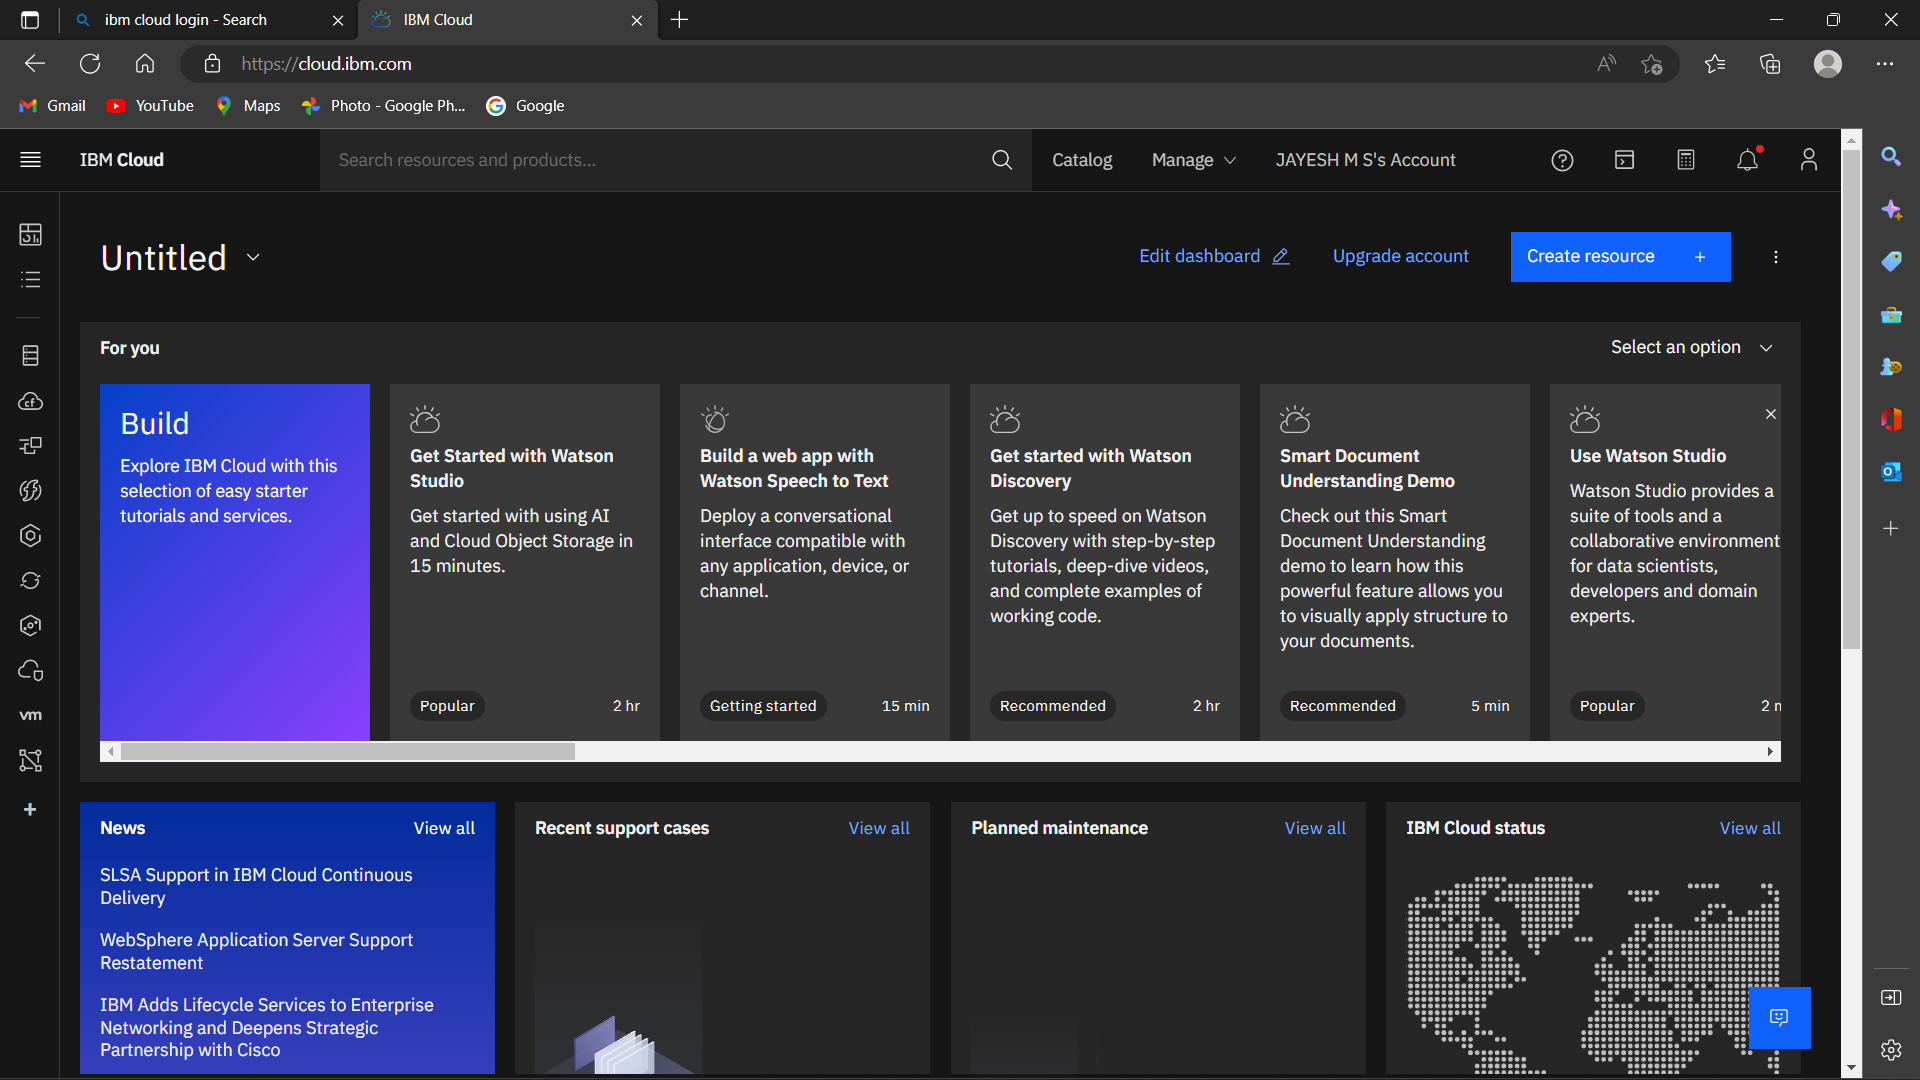 ibm cloud login - Search
IBM Cloud
https://cloud.ibm.com
Gmail
YouTube
Maps
Photo - Google Ph...
Google
IBM Cloud
Search resources and products...
Catalog
Manage
JAYESH M S's Account
Untitled
Edit dashboard
Upgrade account
Create resource
For you
Select an option
Build
Explore IBM Cloud with this
selection of easy starter
tutorials and services.
Get Started with Watson
Studio
Get started with using AI
and Cloud Object Storage in
15 minutes.
Popular
2 hr
Build a web app with
Watson Speech to Text
Deploy a conversational
interface compatible with
any application, device, or
channel.
Getting started
15 min
Get started with Watson
Discovery
Get up to speed on Watson
Discovery with step-by-step
tutorials, deep-dive videos,
and complete examples of
working code.
Recommended
2 hr
Smart Document
Understanding Demo
Check out this Smart
Document Understanding
demo to learn how this
powerful feature allows you
to visually apply structure to
your documents.
Recommended
5 min
Use Watson Studio
Watson Studio provides a
suite of tools and a
collaborative environment
for data scientists,
developers and domain
experts.
Popular
2
cf
vm
News
View all
SLSA Support in IBM Cloud Continuous
Delivery
WebSphere Application Server Support
Restatement
IBM Adds Lifecycle Services to Enterprise
Networking and Deepens Strategic
Partnership with Cisco
Recent support cases
View all
Planned maintenance
View all
IBM Cloud status
View all